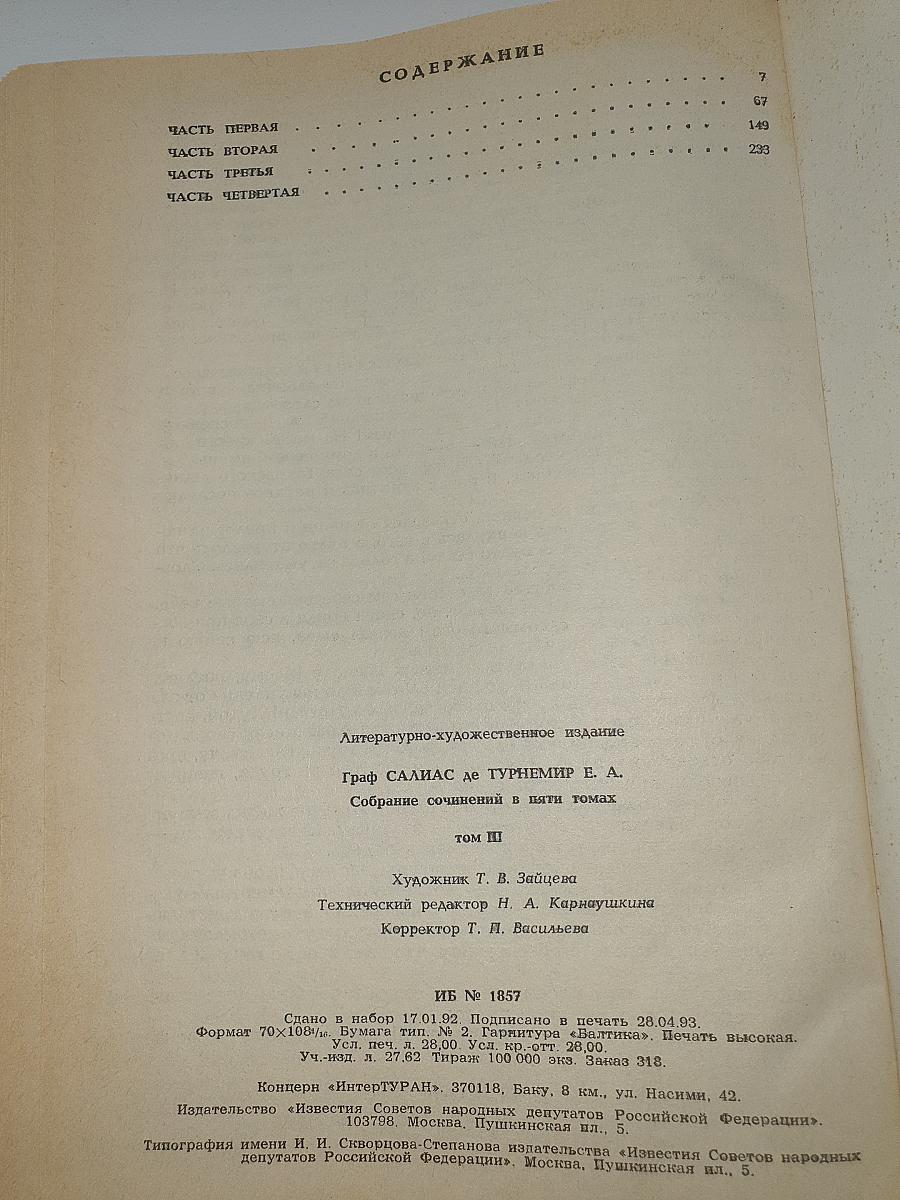 СОДЕРЖАНИЕ
ЧАСТЬ ПЕРВАЯ . . . . . . . . . . . . . . . . . . . . 7
ЧАСТЬ ВТОРАЯ . . . . . . . . . . . . . . . . . . . . 67
ЧАСТЬ ТРЕТЬЯ . . . . . . . . . . . . . . . . . . . . 149
ЧАСТЬ ЧЕТВЕРТАЯ . . . . . . . . . . . . . . . . . . . . 233
Литературно-художественное издание
Граф САЛИАС де ТУРНЕМИР Е. А.
Собрание сочинений в пяти томах
том III
Художник Т. В. Зайцева
Технический редактор Н. А. Карнаушкина
Корректор Т. И. Васильева
ИБ № 1857
Сдано в набор 17.01.92. Подписано в печать 28.04.93.
Формат 70×108¹/₁₆. Бумага тип. № 2. Гарнитура «Балтика». Печать высокая.
Усл. печ. л. 28,00. Усл. кр.-отт. 28,00.
Уч.-изд. л. 27,62 Тираж 100 000 экз. Заказ 318.
Концерн «ИнтерТУРАН». 370118, Баку, 8 км., ул. Насими, 42.
Издательство «Известия Советов народных депутатов Российской Федерации».
103798. Москва. Пушкинская пл., 5.
Типография имени И. И. Скворцова-Степанова издательства «Известия Советов народных
депутатов Российской Федерации». Москва, Пушкинская пл., 5.